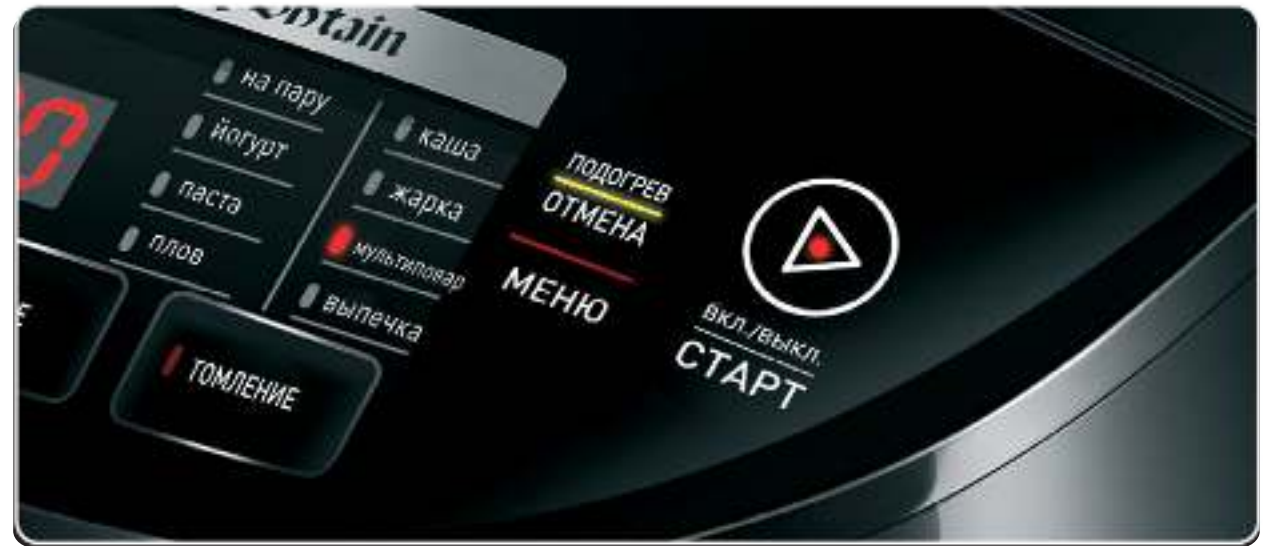 на пару
йогурт
паста
плов
каша
жарка
мультиповар
выпечка
ПОДОГРЕВ
ОТМЕНА
МЕНЮ
ВКЛ./ВЫКЛ.
СТАРТ
ТОМЛЕНИЕ